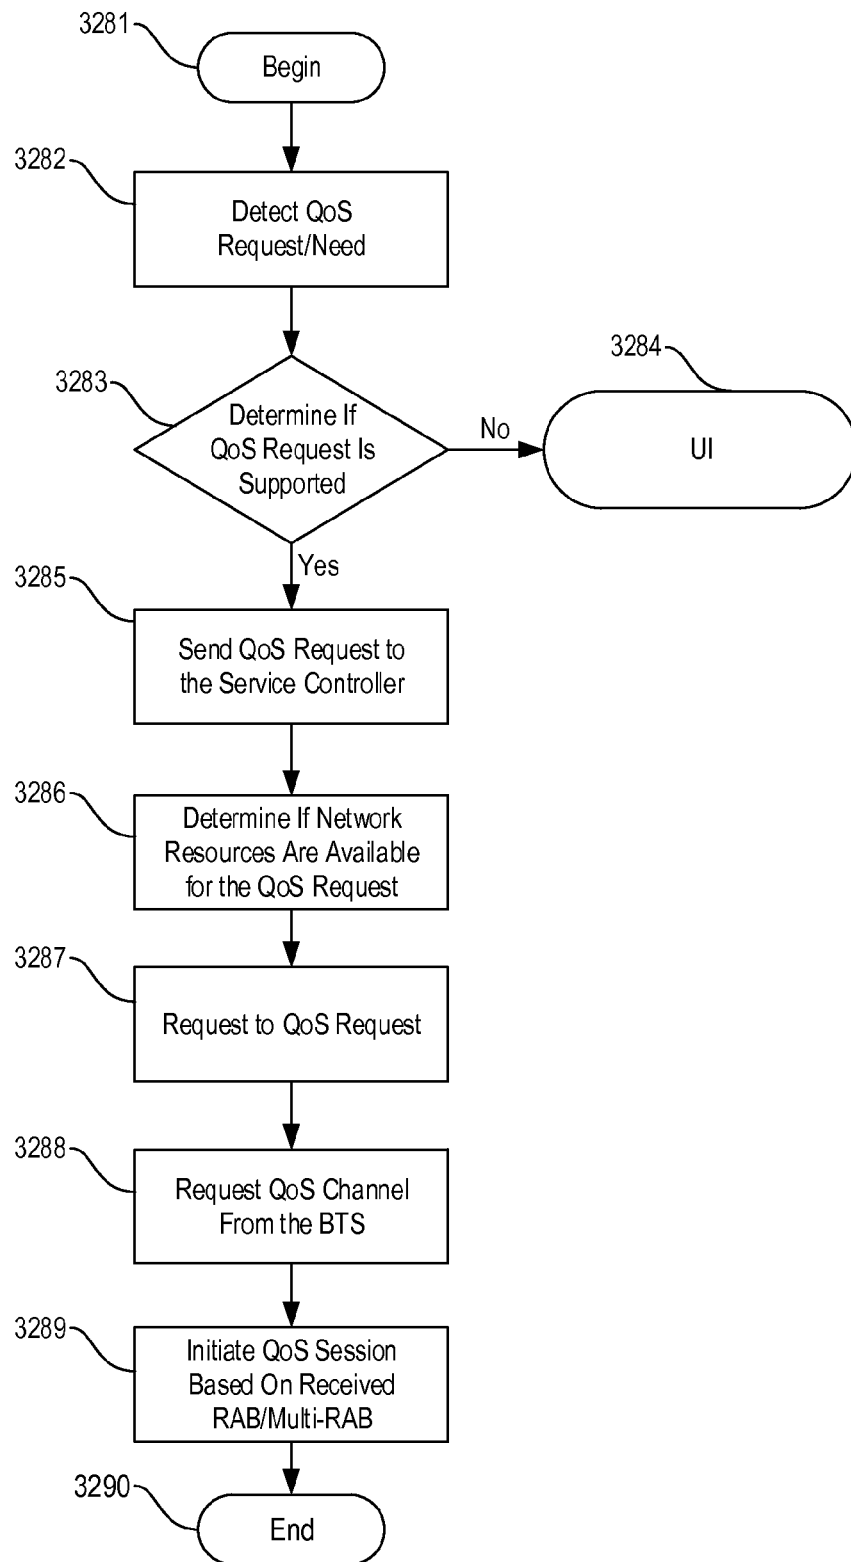 3281
Begin
3282
Detect QoS
Request/Need
3283
Determine If
QoS Request Is
Supported
No
3284
UI
Yes
3285
Send QoS Request to
the Service Controller
3286
Determine If Network
Resources Are Available
for the QoS Request
3287
Request to QoS Request
3288
Request QoS Channel
From the BTS
3289
Initiate QoS Session
Based On Received
RAB/Multi-RAB
3290
End